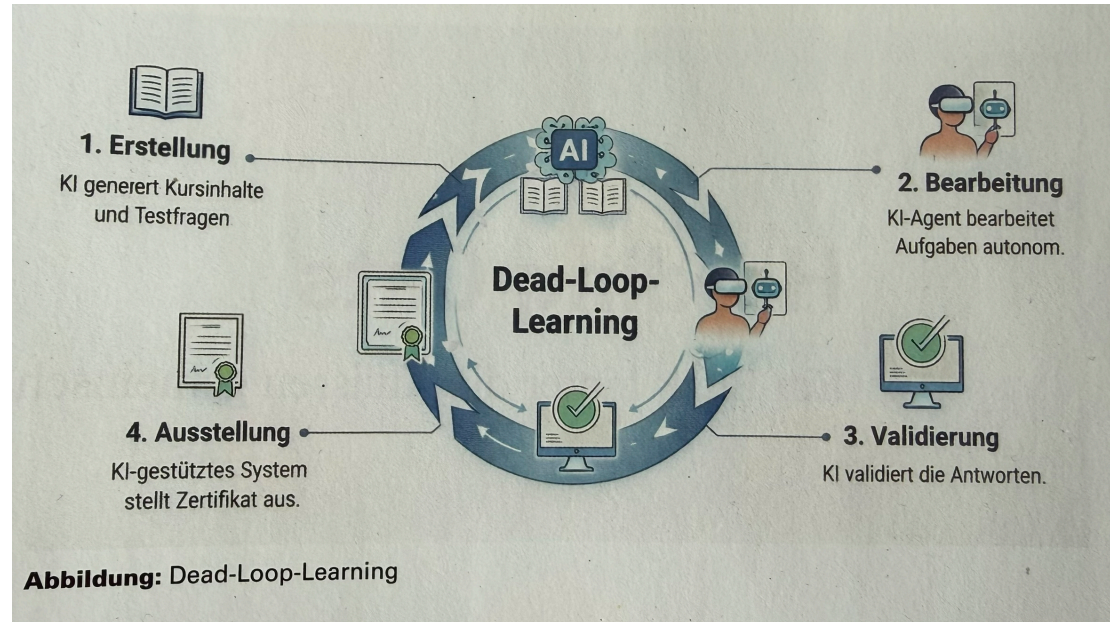 1. Erstellung
KI generert Kursinhalte
und Testfragen
AI
2. Bearbeitung
KI-Agent bearbeitet
Aufgaben autonom.
Dead-Loop-
Learning
4. Ausstellung
KI-gestütztes System
stellt Zertifikat aus.
3. Validierung
KI validiert die Antworten.
Abbildung: Dead-Loop-Learning